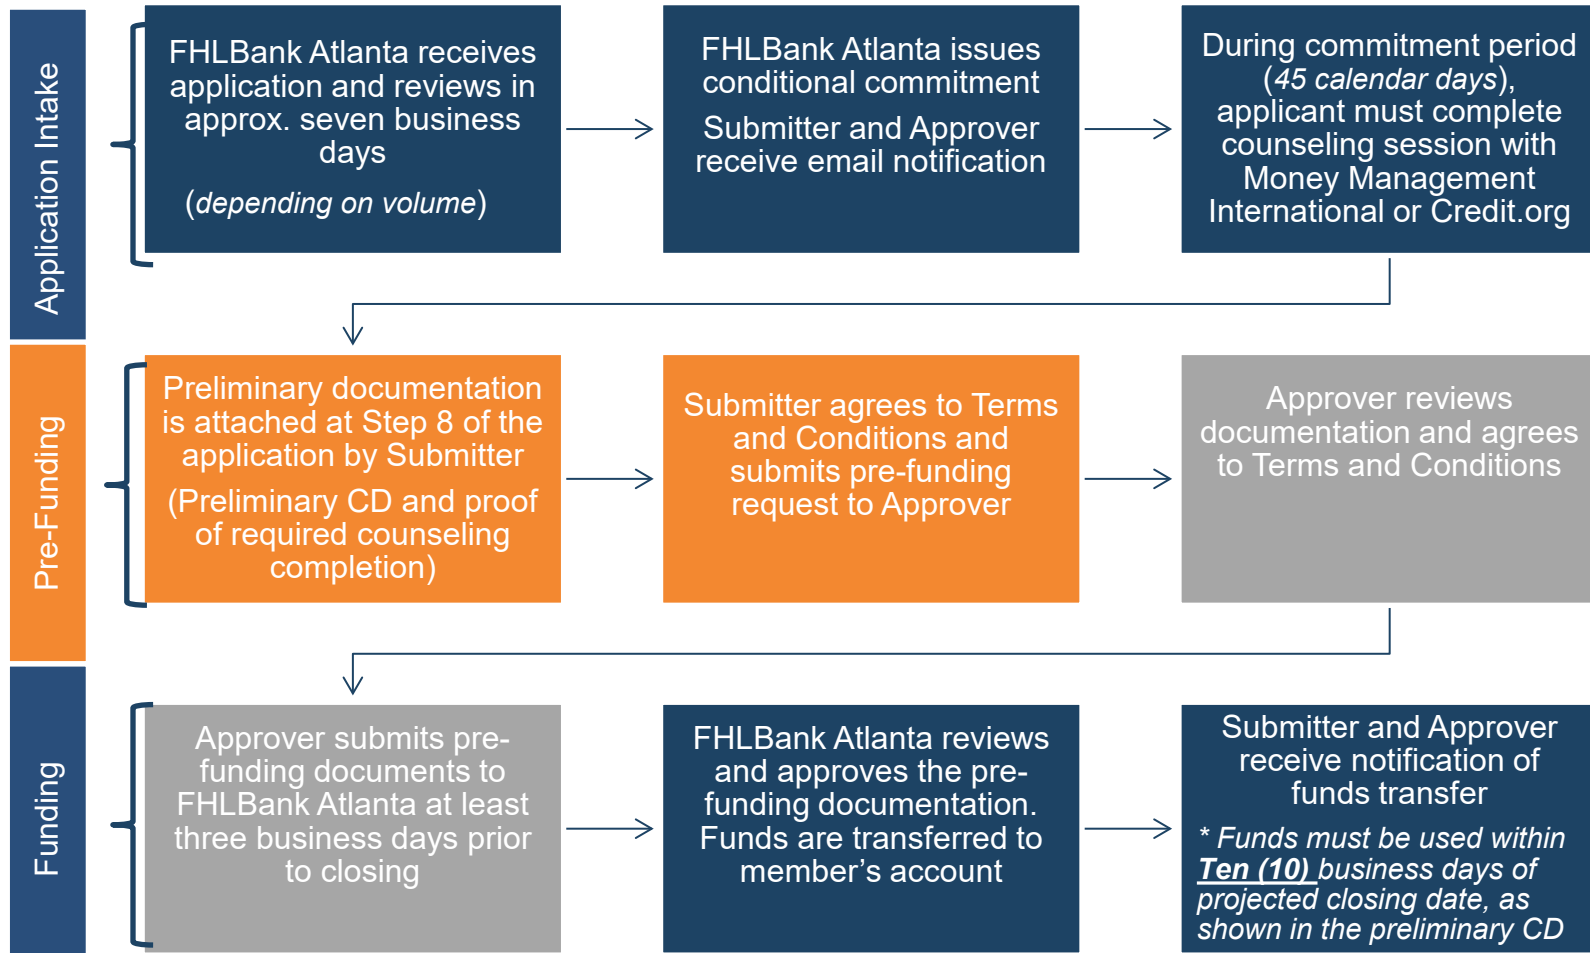 Application Intake
FHLBank Atlanta receives
application and reviews in
approx. seven business
days
(depending on volume)
FHLBank Atlanta issues
conditional commitment
Submitter and Approver
receive email notification
During commitment period
(45 calendar days),
applicant must complete
counseling session with
Money Management
International or Credit.org
Pre-Funding
Preliminary documentation
is attached at Step 8 of the
application by Submitter
(Preliminary CD and proof
of required counseling
completion)
Submitter agrees to Terms
and Conditions and
submits pre-funding
request to Approver
Approver reviews
documentation and agrees
to Terms and Conditions
Funding
Approver submits pre-
funding documents to
FHLBank Atlanta at least
three business days prior
to closing
FHLBank Atlanta reviews
and approves the pre-
funding documentation.
Funds are transferred to
member’s account
Submitter and Approver
receive notification of
funds transfer
* Funds must be used within
Ten (10) business days of
projected closing date, as
shown in the preliminary CD